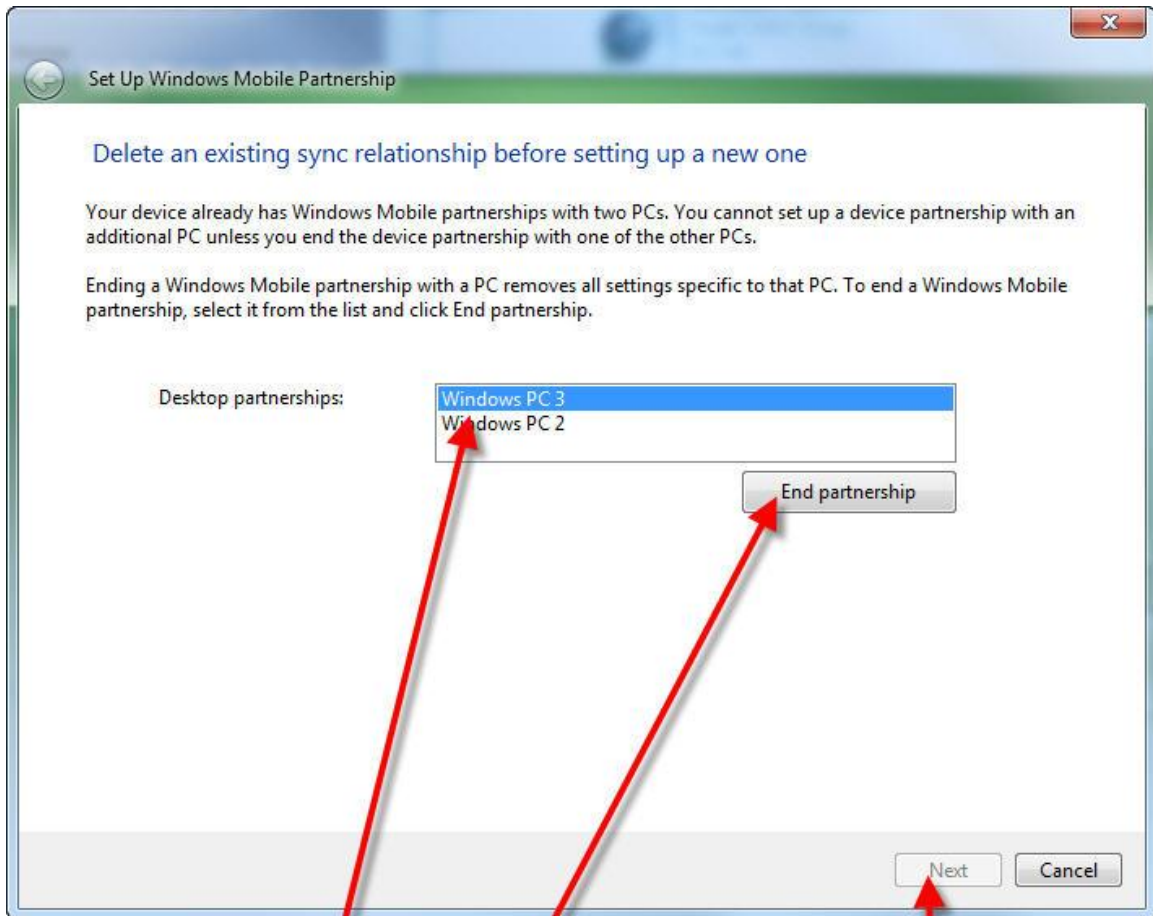 Set Up Windows Mobile Partnership
Delete an existing sync relationship before setting up a new one
Your device already has Windows Mobile partnerships with two PCs. You cannot set up a device partnership with an
additional PC unless you end the device partnership with one of the other PCs.
Ending a Windows Mobile partnership with a PC removes all settings specific to that PC. To end a Windows Mobile
partnership, select it from the list and click End partnership.
Desktop partnerships:
Windows PC 3
Windows PC 2
End partnership
Next
Cancel